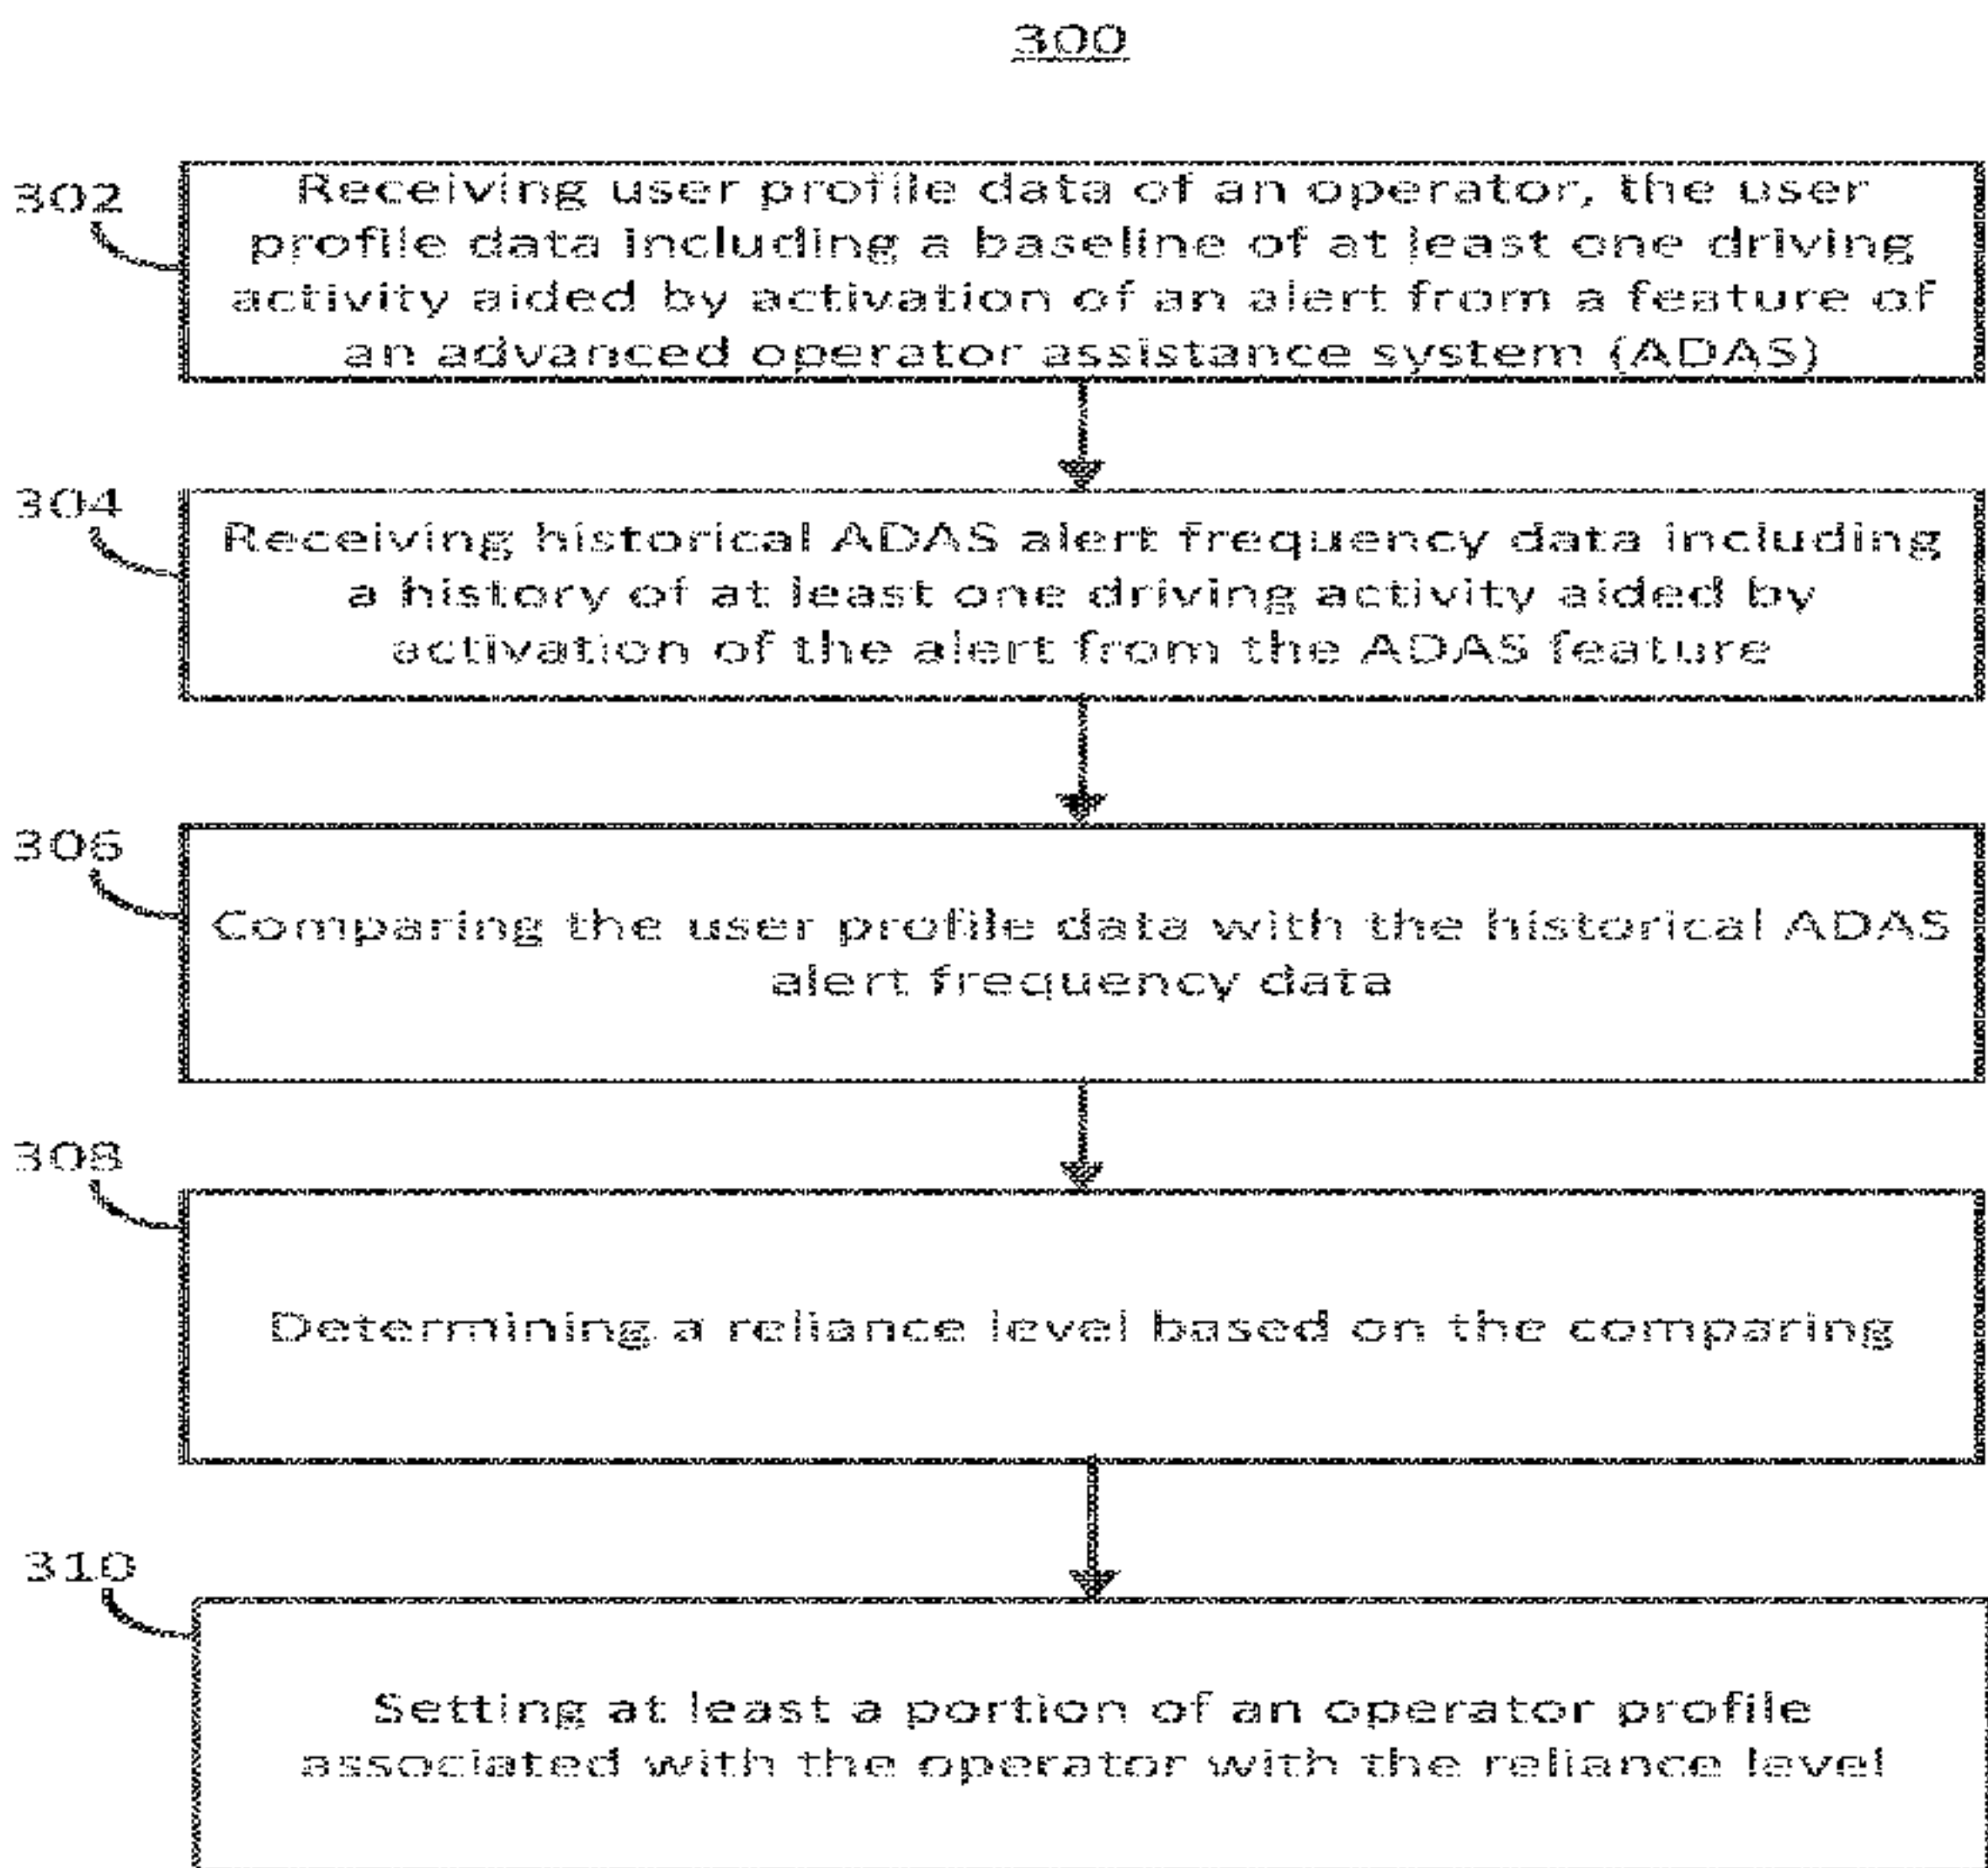 300
302
Receiving user profile data of an operator, the user
profile data including a baseline of at least one driving
activity aided by activation of an alert from a feature of
an advanced operator assistance system (ADAS)
304
Receiving historical ADAS alert frequency data including
a history of at least one driving activity aided by
activation of the alert from the ADAS feature
306
Comparing the user profile data with the historical ADAS
alert frequency data
308
Determining a reliance level based on the comparing
310
Setting at least a portion of an operator profile
associated with the operator with the reliance level